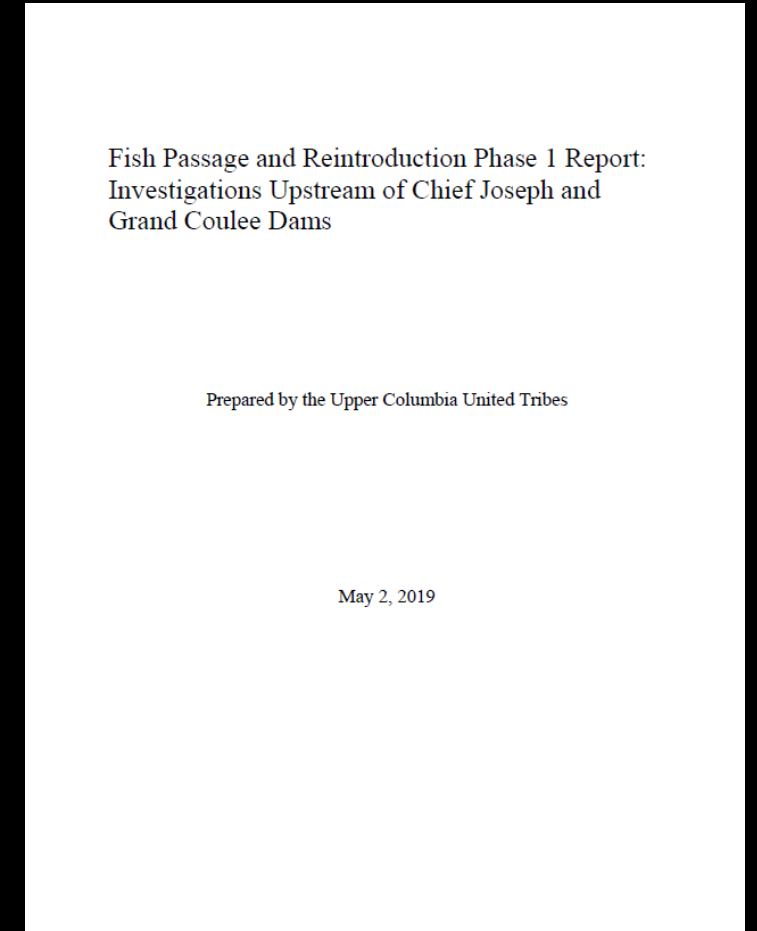 Fish Passage and Reintroduction Phase 1 Report:
Investigations Upstream of Chief Joseph and
Grand Coulee Dams
Prepared by the Upper Columbia United Tribes
May 2, 2019